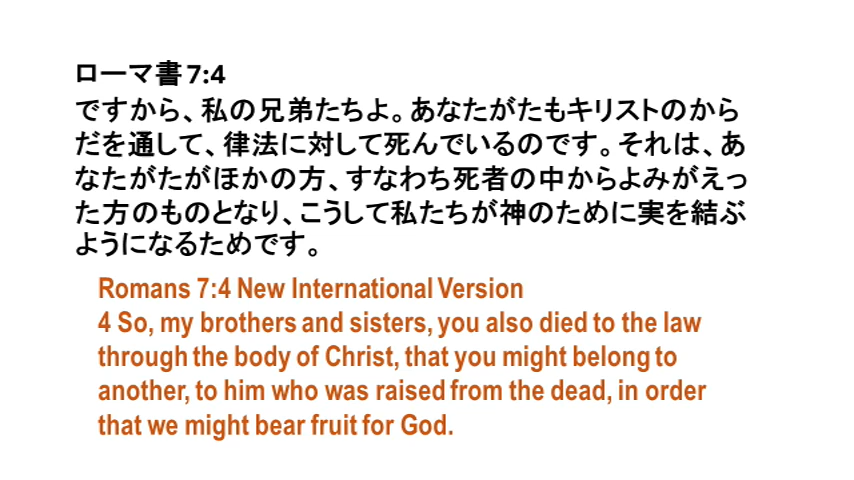 ローマ書7:4
ですから、私の兄弟たちよ。あなたがたもキリストのから
だを通して、律法に対して死んでいるのです。それは、あ
なたがたがほかの方、すなわち死者の中からよみがえっ
た方のものとなり、こうして私たちが神のために実を結ぶ
ようになるためです。
Romans 7:4 New International Version
4 So, my brothers and sisters, you also died to the law
through the body of Christ, that you might belong to
another, to him who was raised from the dead, in order
that we might bear fruit for God.